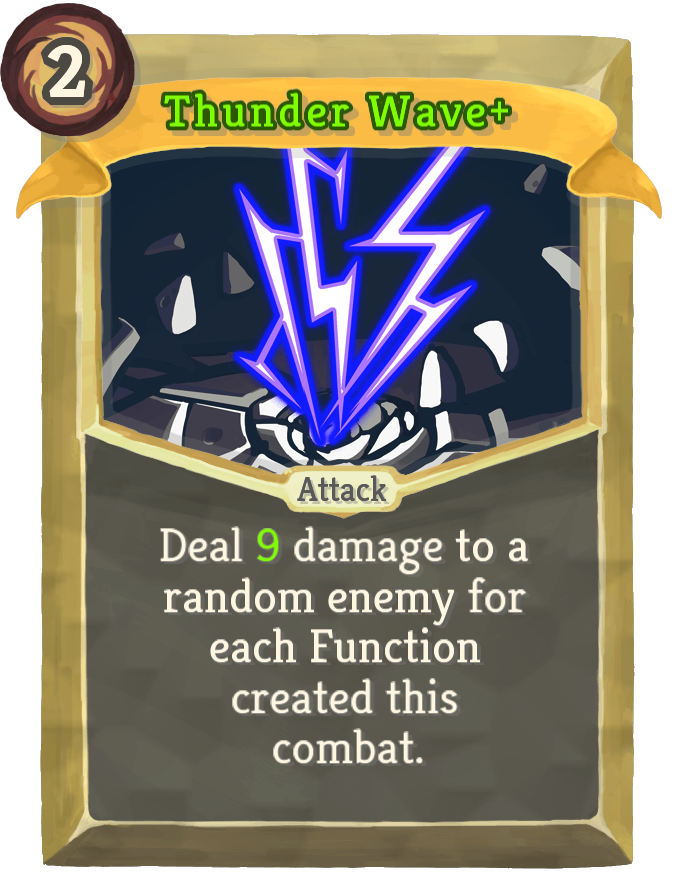 2
Thunder Wave+
Attack
Deal 9 damage to a
random enemy for
each Function
created this
combat.